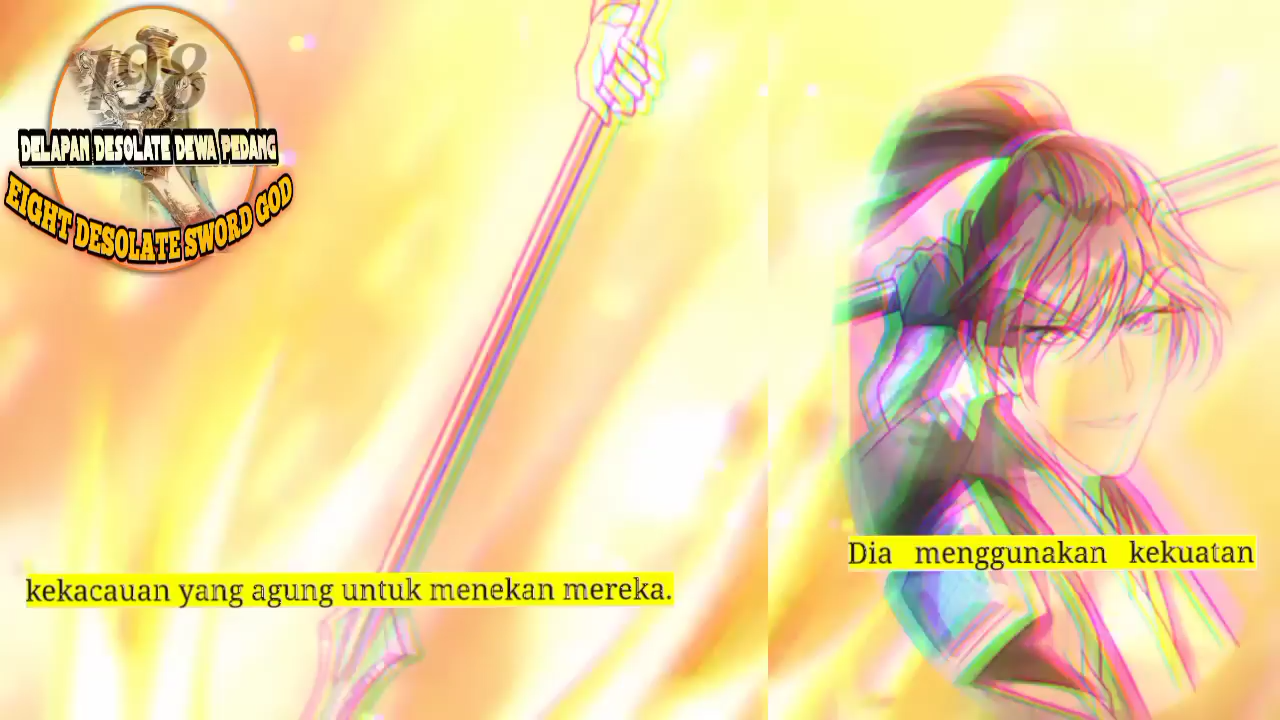 198
DELAPAN DESOLATE DEWA PEDANG
EIGHT DESOLATE SWORD GOD
Dia menggunakan kekuatan
kekacauan yang agung untuk menekan mereka.